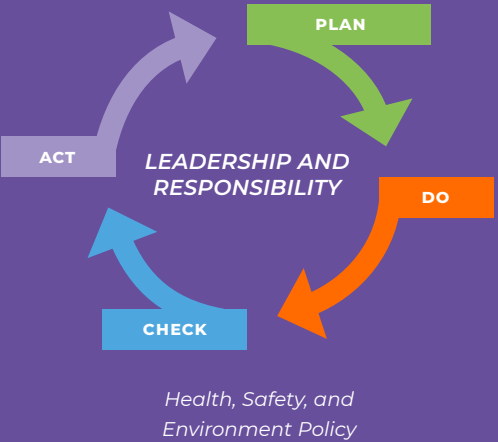 PLAN
ACT
LEADERSHIP AND
RESPONSIBILITY
DO
CHECK
Health, Safety, and
Environment Policy